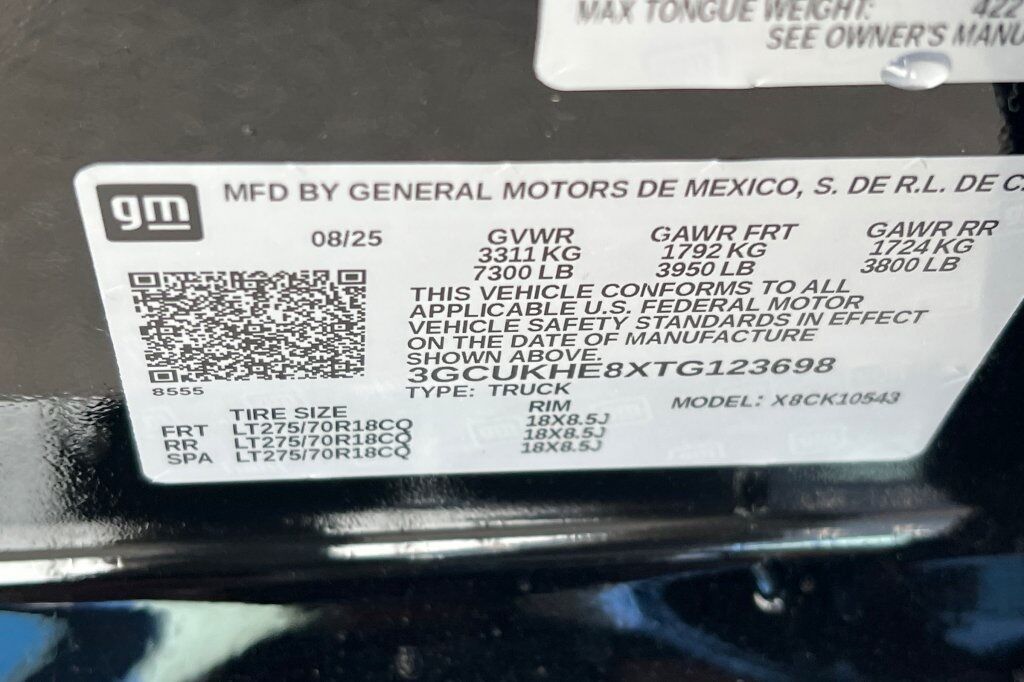 MAX TONGUE WEIGHT: 422
SEE OWNER'S MANU
gm
MFD BY GENERAL MOTORS DE MEXICO, S. DE R.L. DE C.
08/25 GVWR GAWR FRT GAWR RR
3311 KG 1792 KG 1724 KG
7300 LB 3950 LB 3800 LB
THIS VEHICLE CONFORMS TO ALL
APPLICABLE U.S. FEDERAL MOTOR
VEHICLE SAFETY STANDARDS IN EFFECT
ON THE DATE OF MANUFACTURE
SHOWN ABOVE.
3GCUKHE8XTG123698
8555
TYPE: TRUCK MODEL: X8CK10543
TIRE SIZE RIM
FRT LT275/70R18CQ 18X8.5J
RR LT275/70R18CQ 18X8.5J
SPA LT275/70R18CQ 18X8.5J